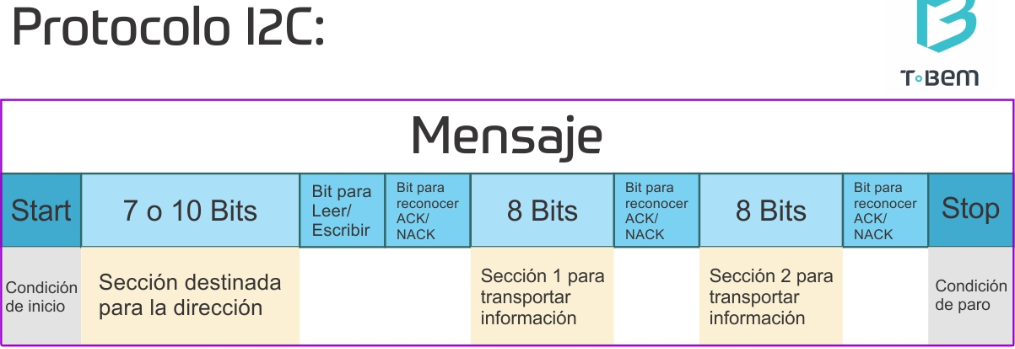 Protocolo I2C:
T·Bem
Mensaje
Start
7 o 10 Bits
Bit para
Leer/
Escribir
Bit para
reconocer
ACK/
NACK
8 Bits
Bit para
reconocer
ACK/
NACK
8 Bits
Bit para
reconocer
ACK/
NACK
Stop
Condición
de inicio
Sección destinada
para la dirección
Sección 1 para
transportar
información
Sección 2 para
transportar
información
Condición
de paro